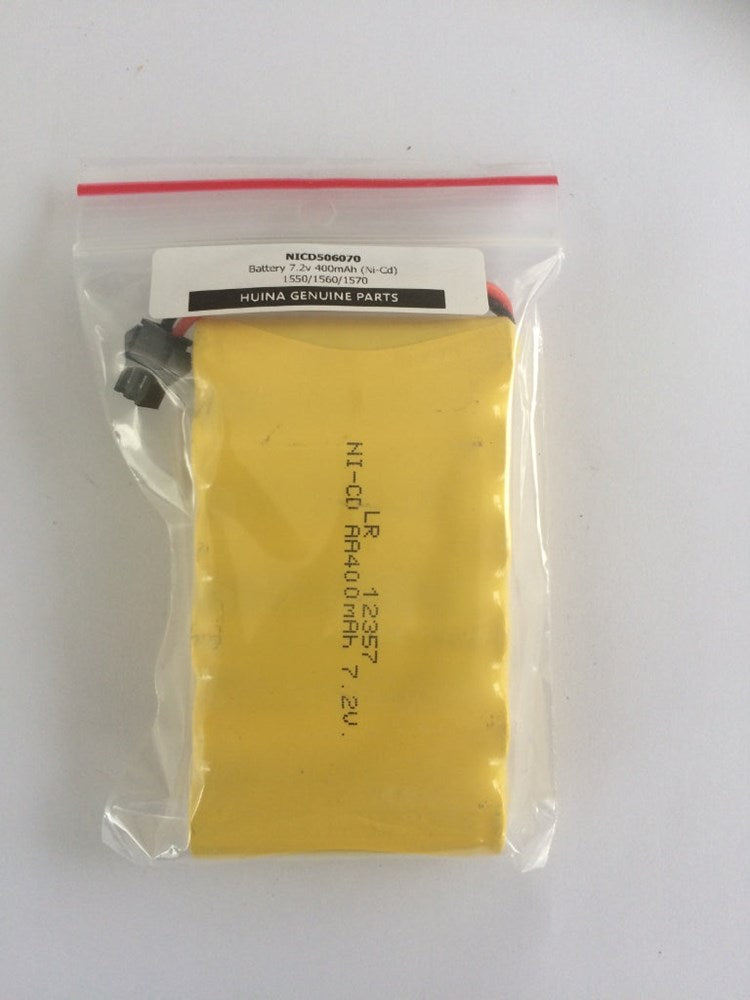 NICD506070
Battery 7.2v 400mAh (Ni-Cd)
1550/1560/1570
HUINA GENUINE PARTS
LR 12357
NI-CD AA400mAh 7.2V.